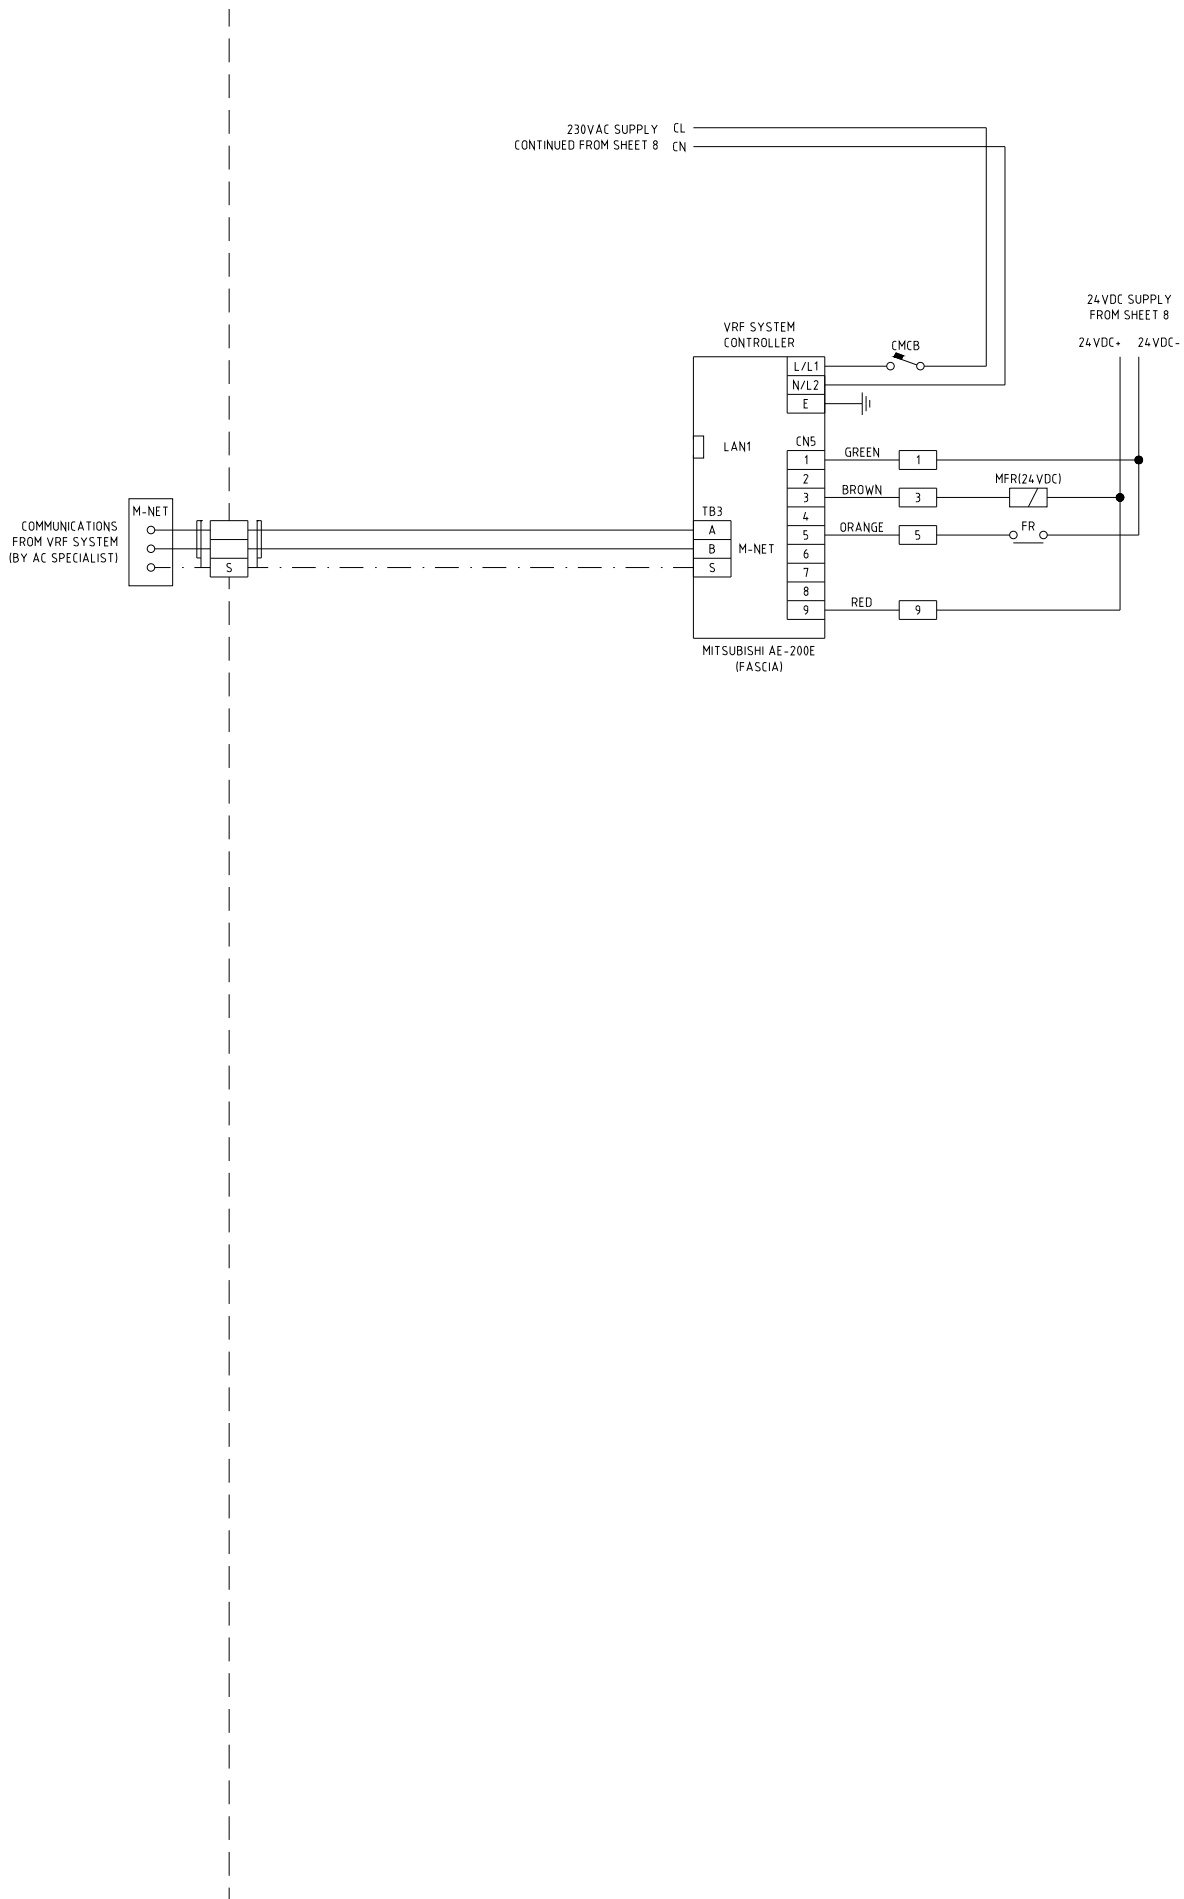 230VAC SUPPLY CL
CONTINUED FROM SHEET 8 CN
24VDC SUPPLY
FROM SHEET 8
24VDC+ 24VDC-
VRF SYSTEM
CONTROLLER
CMCB
L/L1
N/L2
E
LAN1
CN5
1 GREEN 1
2
3 BROWN 3 MFR(24VDC)
4
5 ORANGE 5 FR
6
7
8
9 RED 9
TB3
A
B M-NET
S
M-NET
COMMUNICATIONS
FROM VRF SYSTEM
(BY AC SPECIALIST)
S
MITSUBISHI AE-200E
(FASCIA)